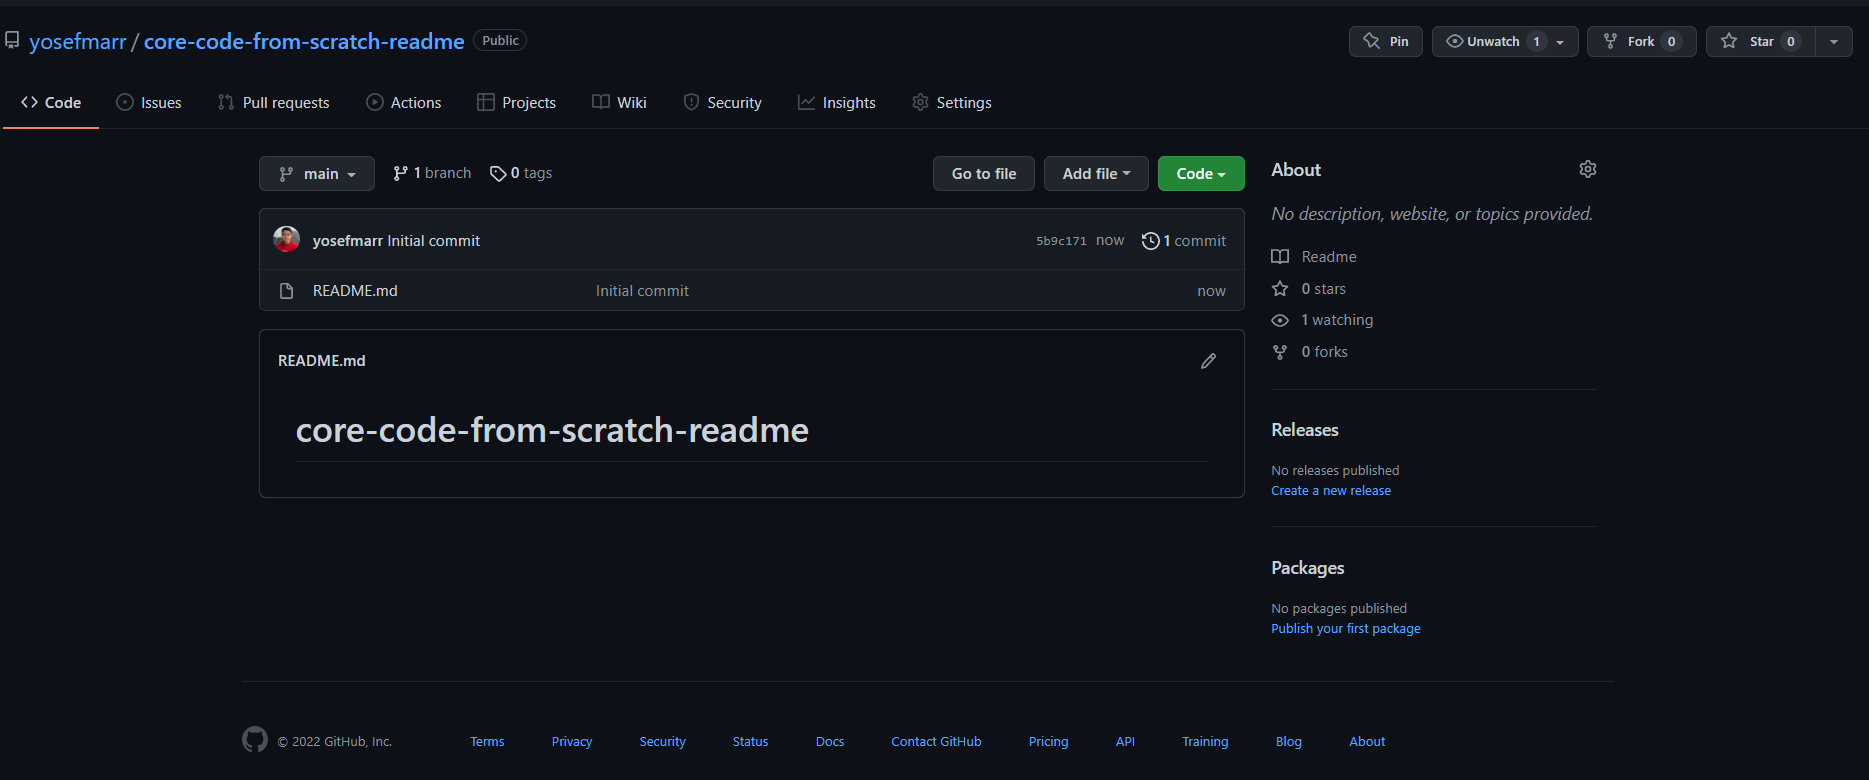 yosefmarr / core-code-from-scratch-readme Public
Pin
Unwatch 1
Fork 0
Star 0
Code Issues Pull requests Actions Projects Wiki Security Insights Settings
main 1 branch 0 tags
Go to file Add file Code
yosefmarr Initial commit 5b9c171 now 1 commit
README.md Initial commit now
README.md
core-code-from-scratch-readme
About
No description, website, or topics provided.
Readme
0 stars
1 watching
0 forks
Releases
No releases published
Create a new release
Packages
No packages published
Publish your first package
© 2022 GitHub, Inc. Terms Privacy Security Status Docs Contact GitHub Pricing API Training Blog About